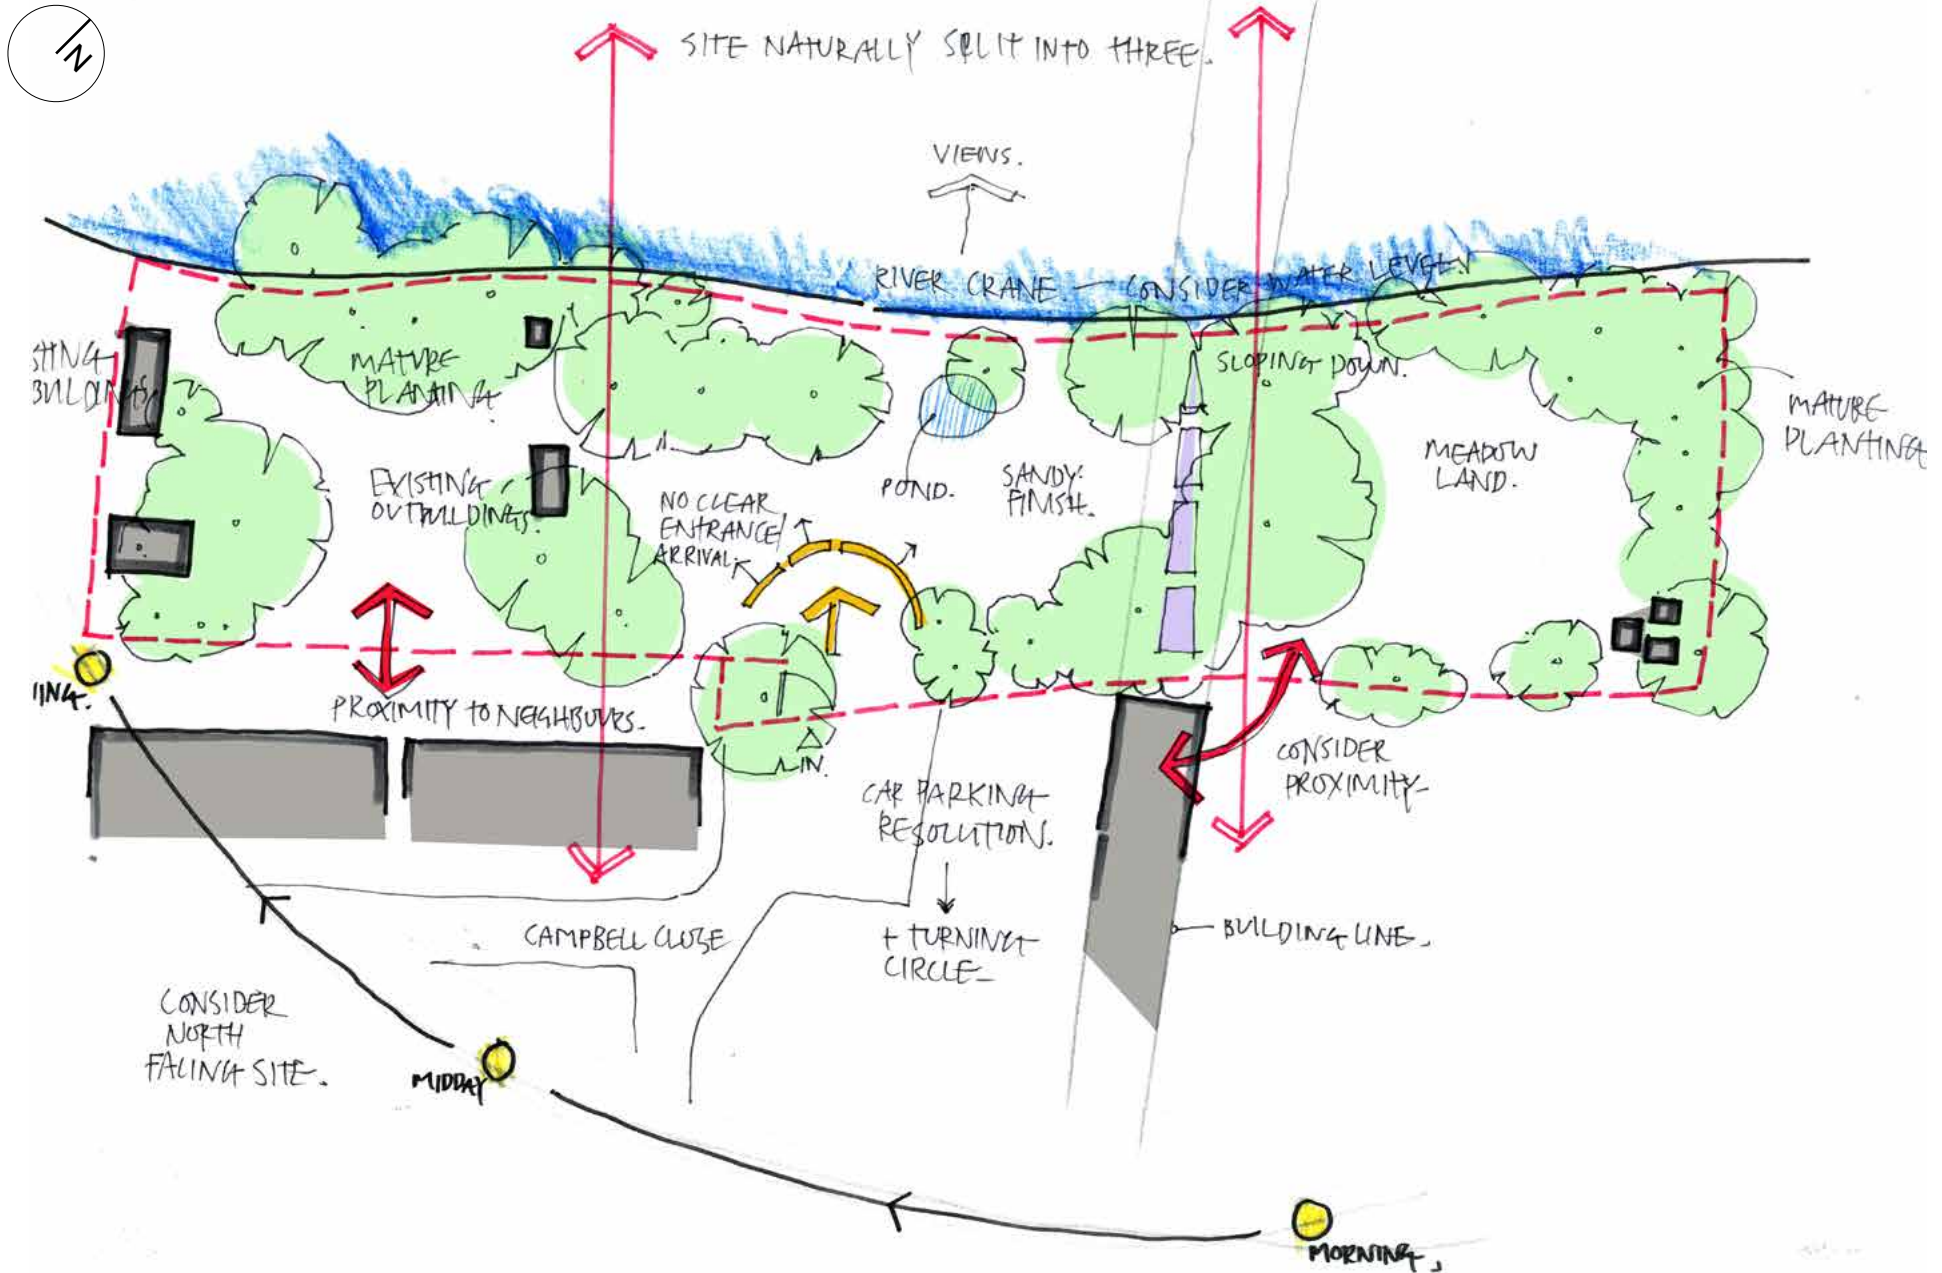 N
SITE NATURALLY SPLIT INTO THREE.
VIEWS.
RIVER CRANE. — CONSIDER WATER LEVEL.
STING
BUILDINGS
MATURE
PLANTING
SLOPING DOWN.
MATURE
PLANTING
MEADOW
LAND.
EXISTING
OUTBUILDINGS.
NO CLEAR
ENTRANCE/
ARRIVAL.
POND.
SANDY
FINISH.
ING.
PROXIMITY TO NEIGHBOURS.
IN.
CONSIDER
PROXIMITY
CAR PARKING
RESOLUTION.
CAMPBELL CLOSE
+ TURNING
CIRCLE
BUILDING LINE.
CONSIDER
NORTH
FACING SITE.
MIDDAY
MORNING.